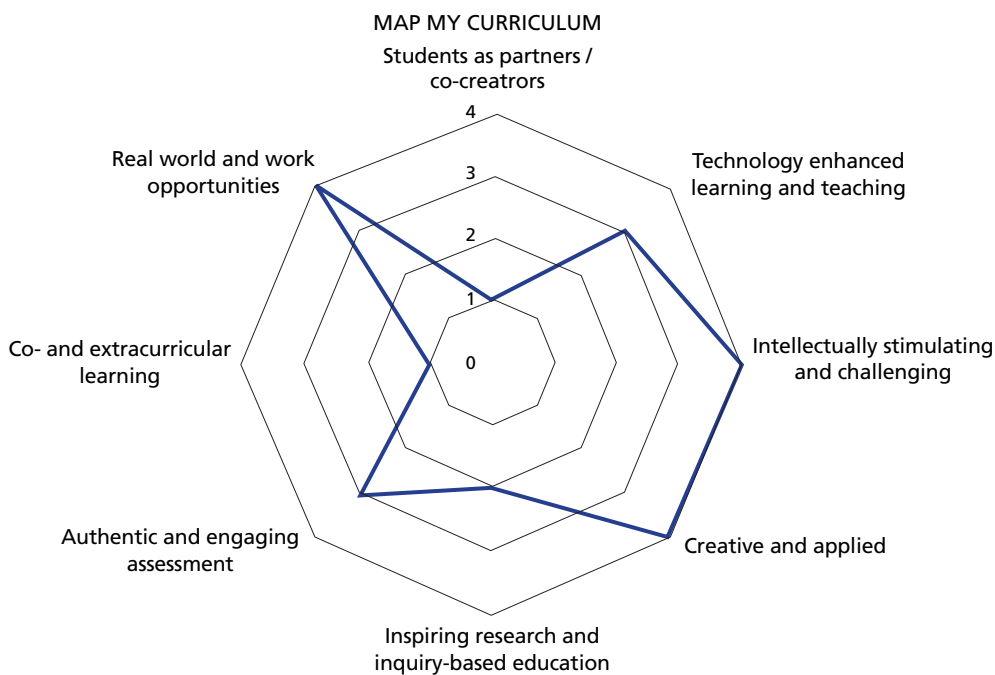 MAP MY CURRICULUM
Students as partners /
co-creatrors
4
Real world and work
opportunities
Technology enhanced
learning and teaching
3
2
1
Co- and extracurricular
learning
0
Intellectually stimulating
and challenging
Authentic and engaging
assessment
Creative and applied
Inspiring research and
inquiry-based education